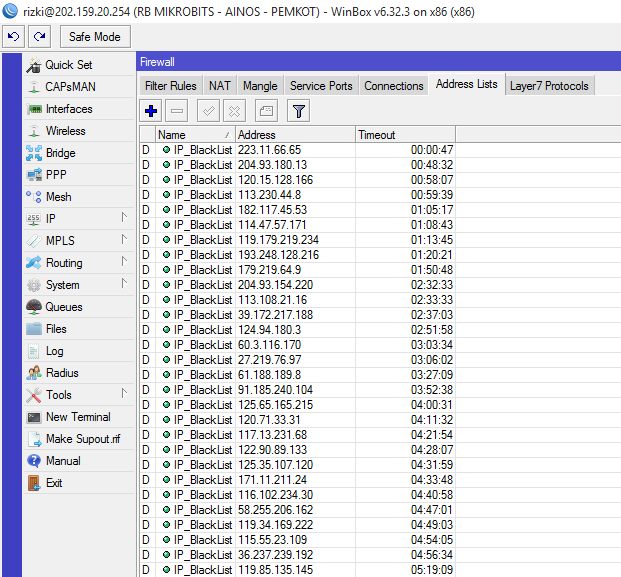 rizki@202.159.20.254 (RB MIKROBITS - AINOS - PEMKOT) - WinBox v6.32.3 on x86 (x86)
Safe Mode
Quick Set
CAPsMAN
Interfaces
Wireless
Bridge
PPP
Mesh
IP
MPLS
Routing
System
Queues
Files
Log
Radius
Tools
New Terminal
Make Supout.rif
Manual
Exit
Firewall
Filter Rules NAT Mangle Service Ports Connections Address Lists Layer7 Protocols
Name Address Timeout
D IP_BlackList 223.11.66.65 00:00:47
D IP_BlackList 204.93.180.13 00:48:32
D IP_BlackList 120.15.128.166 00:58:07
D IP_BlackList 113.230.44.8 00:59:39
D IP_BlackList 182.117.45.53 01:05:17
D IP_BlackList 114.47.57.171 01:08:43
D IP_BlackList 119.179.219.234 01:13:45
D IP_BlackList 193.248.128.216 01:20:21
D IP_BlackList 179.219.64.9 01:50:48
D IP_BlackList 204.93.154.220 02:32:33
D IP_BlackList 113.108.21.16 02:33:33
D IP_BlackList 39.172.217.188 02:37:03
D IP_BlackList 124.94.180.3 02:51:58
D IP_BlackList 60.3.116.170 03:03:34
D IP_BlackList 27.219.76.97 03:06:02
D IP_BlackList 61.188.189.8 03:27:09
D IP_BlackList 91.185.240.104 03:52:38
D IP_BlackList 125.65.165.215 04:00:31
D IP_BlackList 120.71.33.31 04:11:32
D IP_BlackList 117.13.231.68 04:21:54
D IP_BlackList 122.90.89.133 04:28:07
D IP_BlackList 125.35.107.120 04:31:59
D IP_BlackList 171.11.211.24 04:33:48
D IP_BlackList 116.102.234.30 04:40:58
D IP_BlackList 58.255.206.162 04:47:01
D IP_BlackList 119.34.169.222 04:49:03
D IP_BlackList 115.55.23.109 04:54:05
D IP_BlackList 36.237.239.192 04:56:34
D IP_BlackList 119.85.135.145 05:19:09